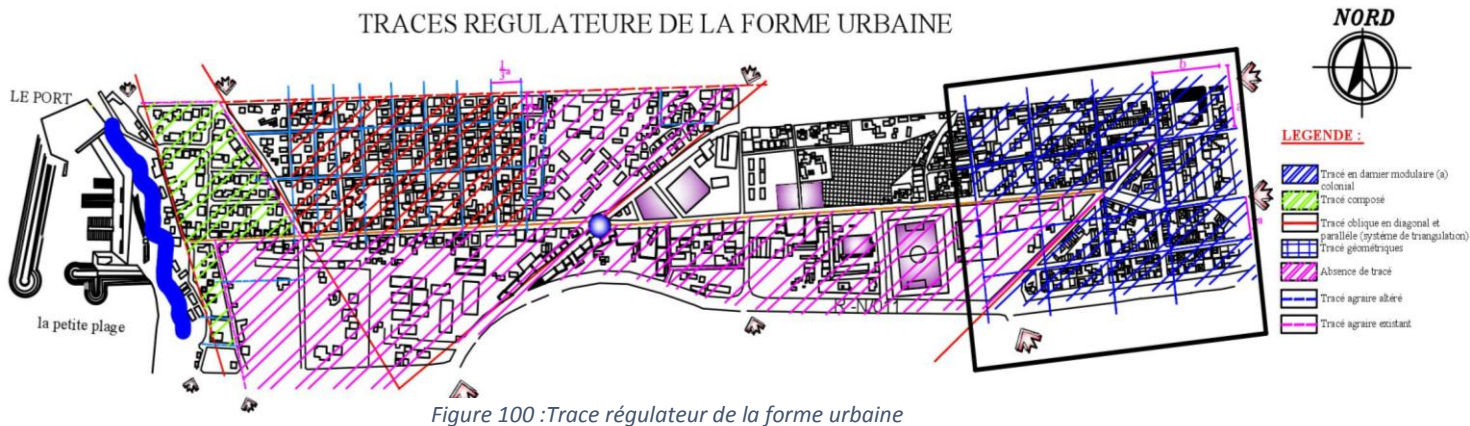 TRACES REGULATEURE DE LA FORME URBAINE
NORD
LE PORT
la petite plage
1/3 a
b
a
a
LEGENDE :
Tracé en damier modulaire (a)
colonial
Tracé composé
Tracé oblique en diagonal et
parallèle (système de triangulation)
Tracé géométriques
Absence de tracé
Tracé agraire altéré
Tracé agraire existant
Figure 100 :Trace régulateur de la forme urbaine